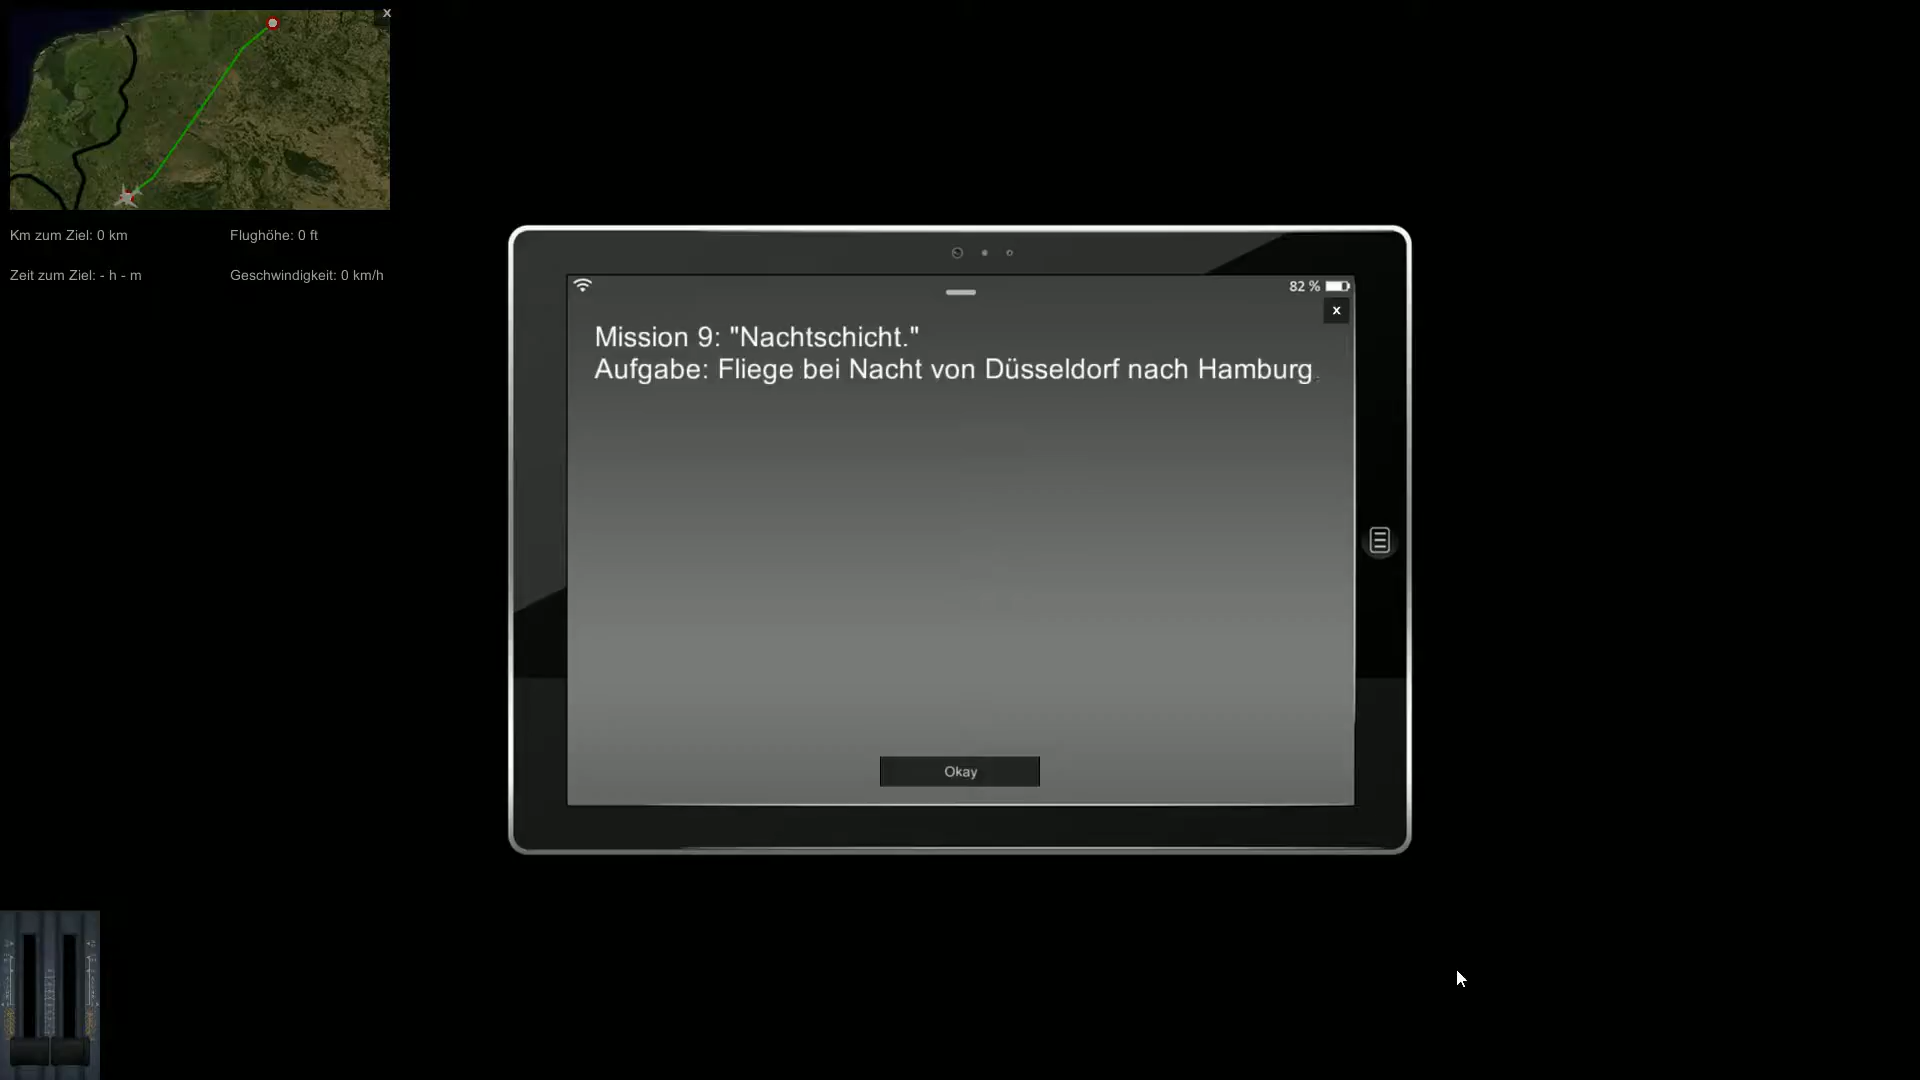 x
Km zum Ziel: 0 km
Flughöhe: 0 ft
Zeit zum Ziel: - h - m
Geschwindigkeit: 0 km/h
82 %
x
Mission 9: "Nachtschicht."
Aufgabe: Fliege bei Nacht von Düsseldorf nach Hamburg.
Okay